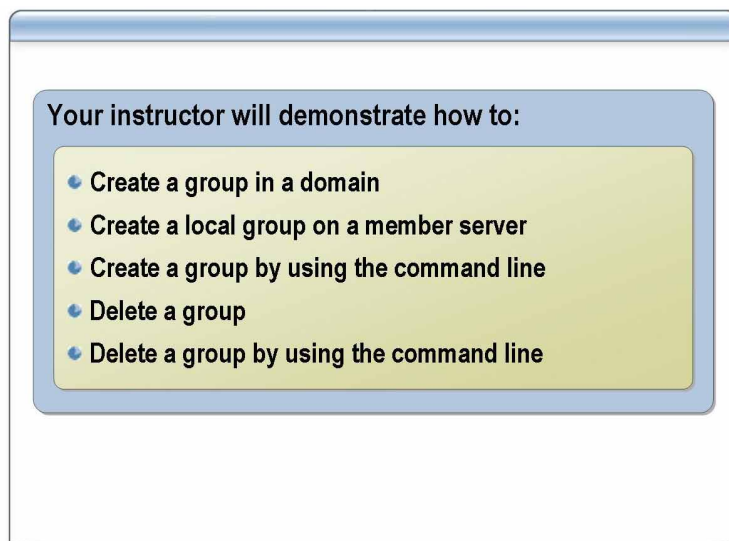 Your instructor will demonstrate how to:
Create a group in a domain
Create a local group on a member server
Create a group by using the command line
Delete a group
Delete a group by using the command line